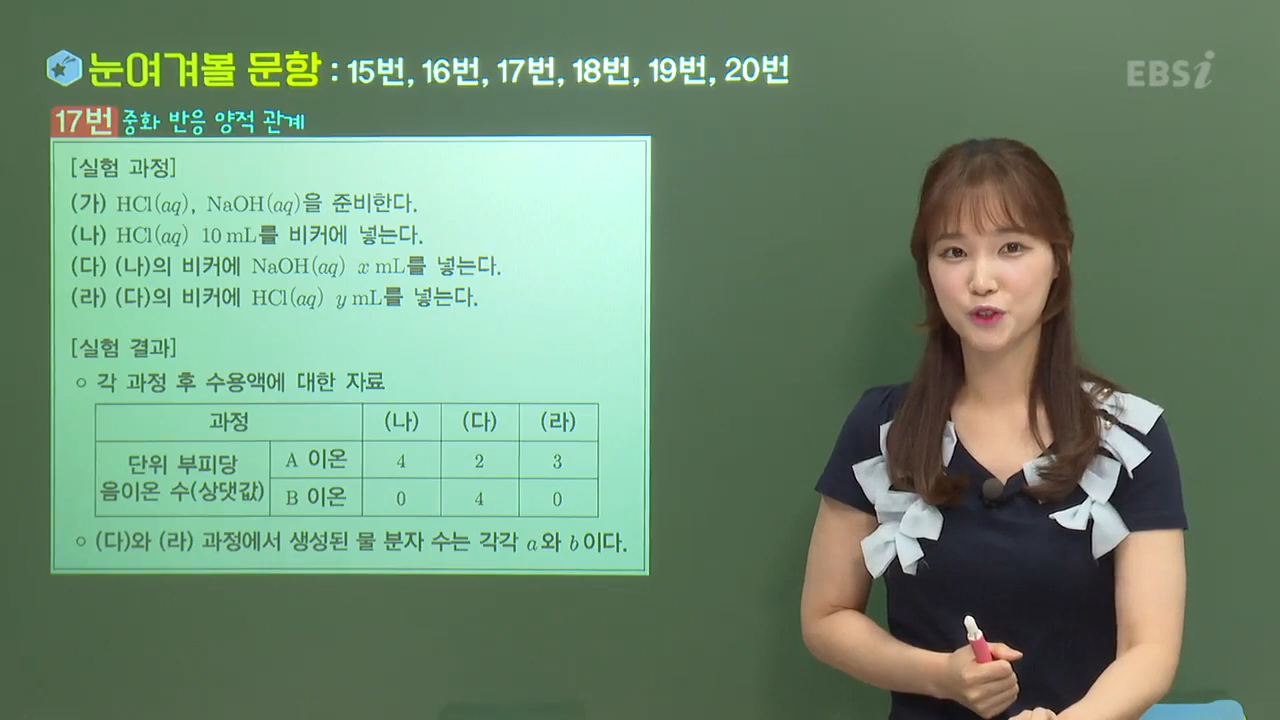 눈여겨볼 문항 : 15번, 16번, 17번, 18번, 19번, 20번
EBSi
17번 중화 반응 양적 관계
[실험 과정]
(가) HCl(aq), NaOH(aq)을 준비한다.
(나) HCl(aq) 10 mL를 비커에 넣는다.
(다) (나)의 비커에 NaOH(aq) x mL를 넣는다.
(라) (다)의 비커에 HCl(aq) y mL를 넣는다.
[실험 결과]
○ 각 과정 후 수용액에 대한 자료
과정 (나) (다) (라)
단위 부피당 음이온 수(상댓값)
A 이온 4 2 3
B 이온 0 4 0
○ (다)와 (라) 과정에서 생성된 물 분자 수는 각각 a와 b이다.